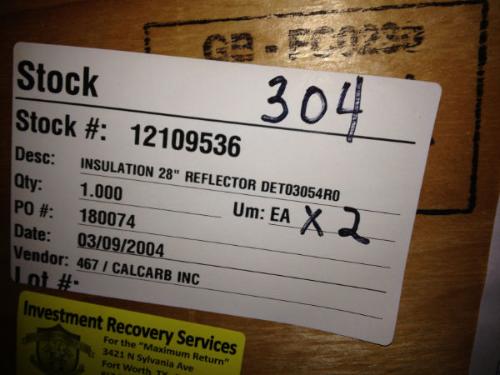 Stock 304
Stock #: 12109536
Desc: INSULATION 28" REFLECTOR DET03054R0
Qty: 1.000 Um: EA X 2
PO #: 180074
Date: 03/09/2004
Vendor: 467 / CALCARB INC
Lot #:
Investment Recovery Services
For the "Maximum Return"
3421 N Sylvania Ave
Fort Worth,